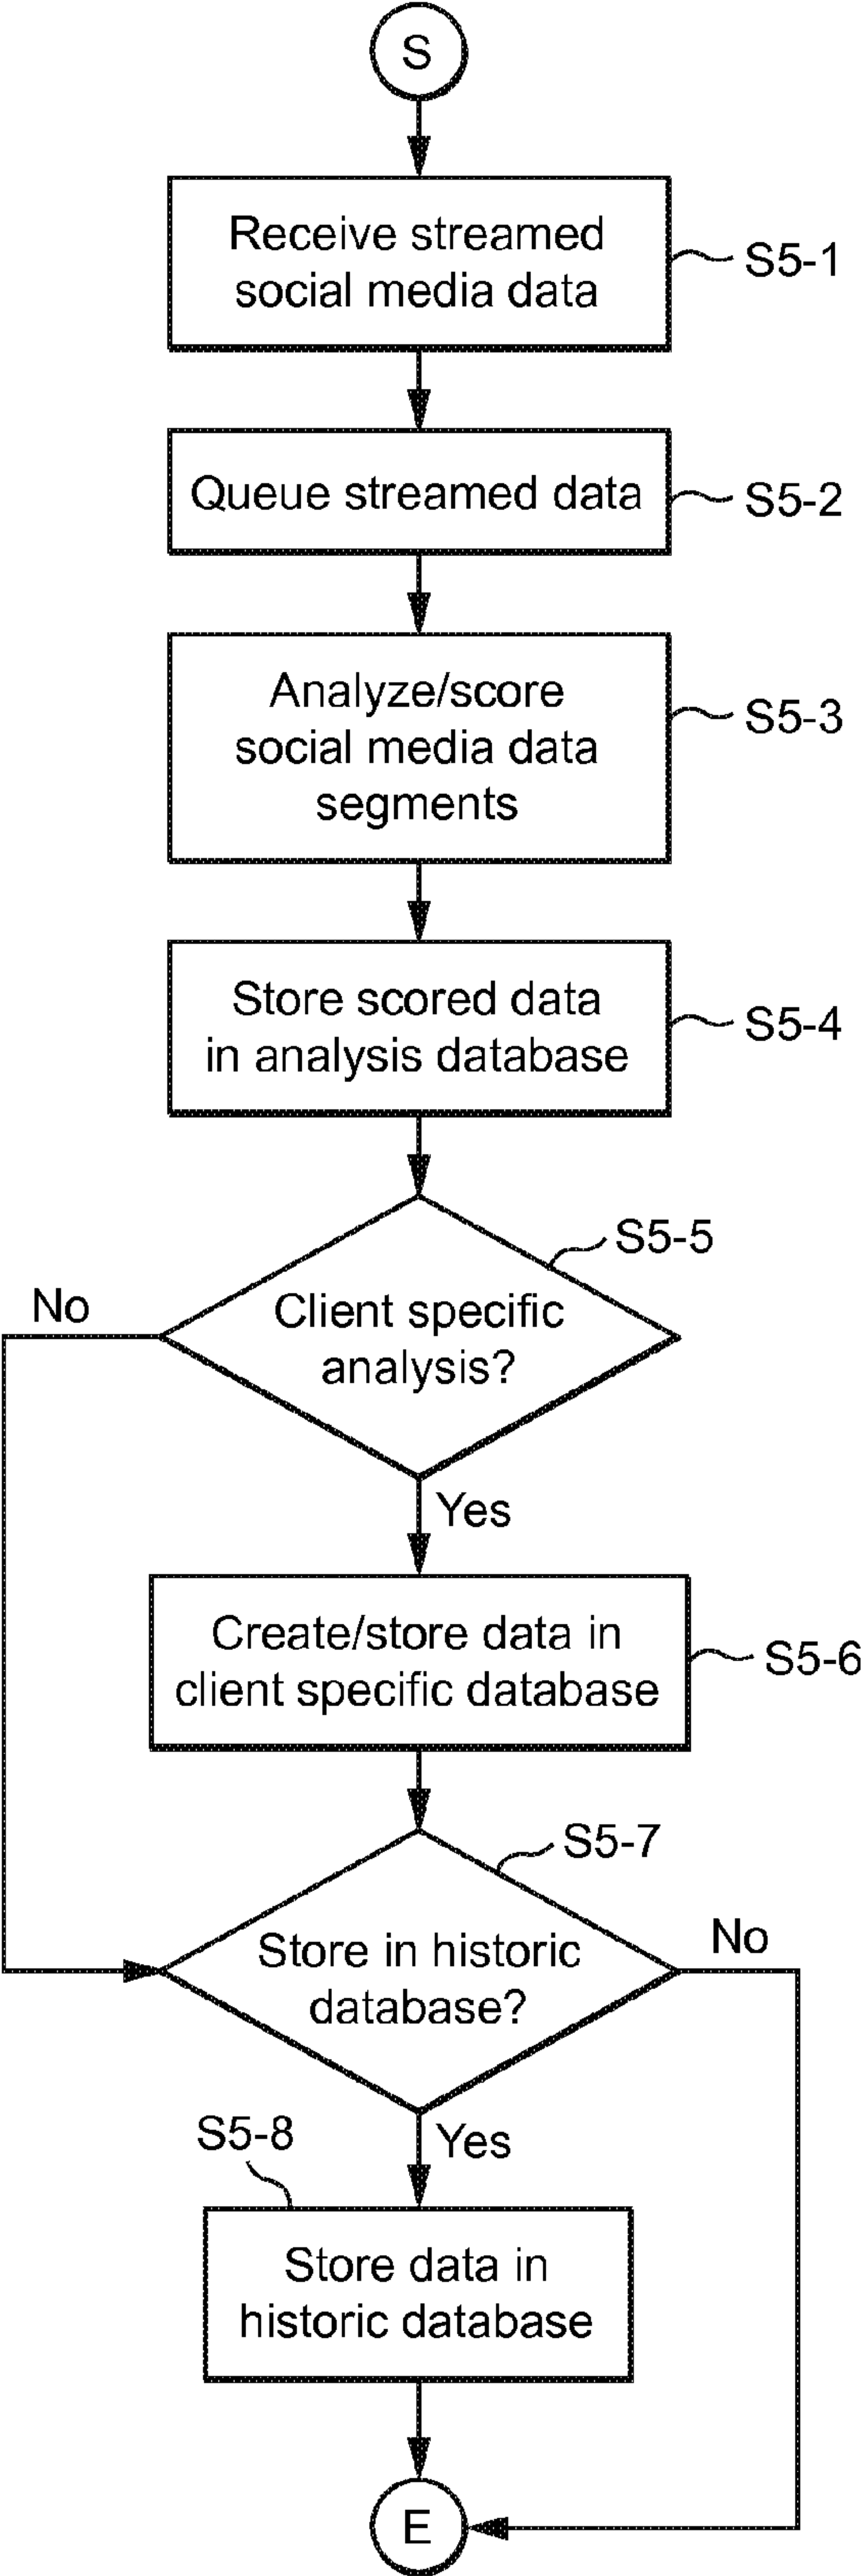 S
Receive streamed
social media data
S5-1
Queue streamed data
S5-2
Analyze/score
social media data
segments
S5-3
Store scored data
in analysis database
S5-4
S5-5
Client specific
analysis?
No
Yes
Create/store data in
client specific database
S5-6
S5-7
Store in historic
database?
No
Yes
S5-8
Store data in
historic database
E